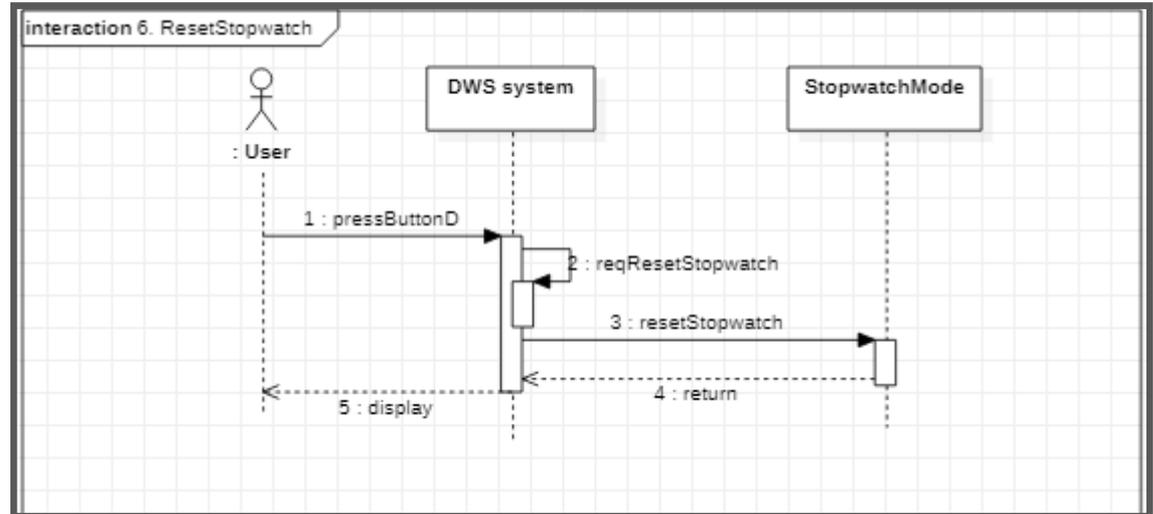 interaction 6. ResetStopwatch
DWS system
StopwatchMode
: User
1 : pressButtonD
2 : reqResetStopwatch
3 : resetStopwatch
4 : return
5 : display